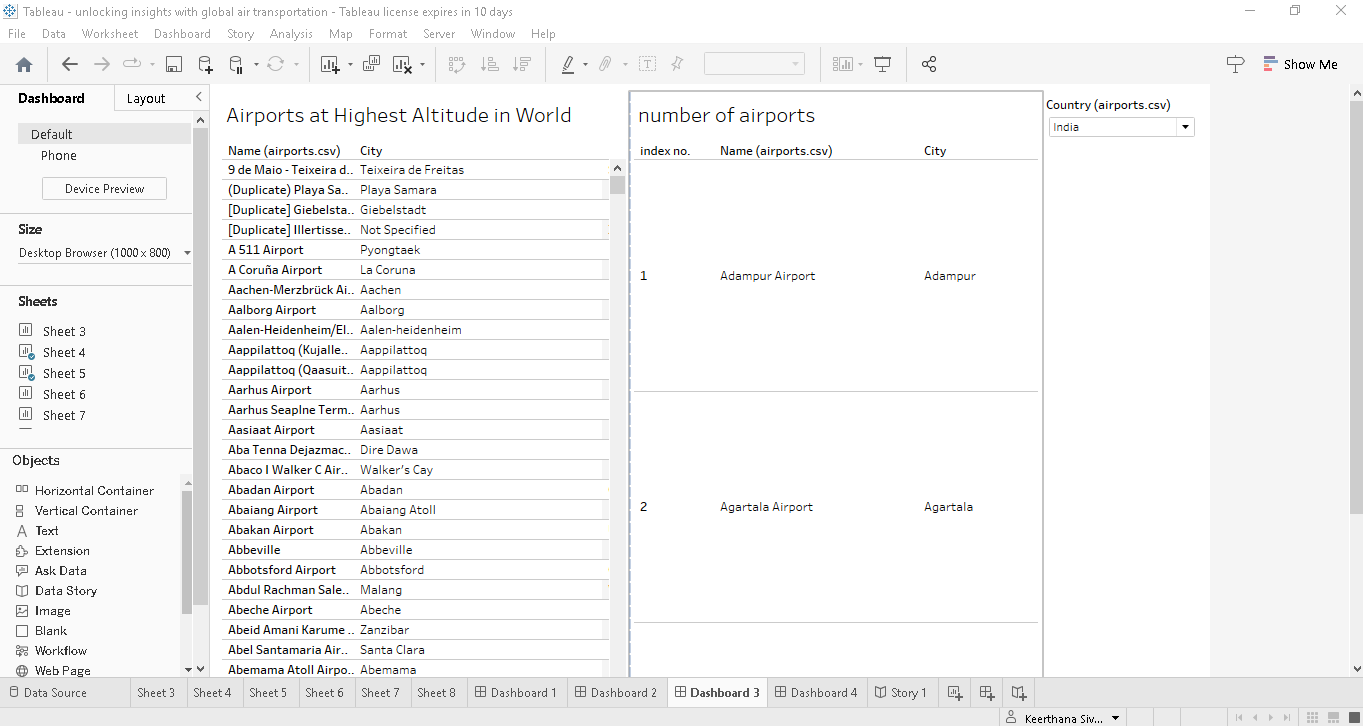 Tableau - unlocking insights with global air transportation - Tableau license expires in 10 days
File Data Worksheet Dashboard Story Analysis Map Format Server Window Help
Show Me
Dashboard Layout
Default
Phone
Device Preview
Size
Desktop Browser (1000 x 800)
Sheets
Sheet 3
Sheet 4
Sheet 5
Sheet 6
Sheet 7
Objects
Horizontal Container
Vertical Container
Text
Extension
Ask Data
Data Story
Image
Blank
Workflow
Web Page
Airports at Highest Altitude in World
Name (airports.csv) City
9 de Maio - Teixeira d.. Teixeira de Freitas
(Duplicate) Playa Sa.. Playa Samara
[Duplicate] Giebelsta.. Giebelstadt
[Duplicate] Illertisse.. Not Specified
A 511 Airport Pyongtaek
A Coruña Airport La Coruna
Aachen-Merzbrück Ai.. Aachen
Aalborg Airport Aalborg
Aalen-Heidenheim/El.. Aalen-heidenheim
Aappilattoq (Kujalle.. Aappilattoq
Aappilattoq (Qaasuit.. Aappilattoq
Aarhus Airport Aarhus
Aarhus Seaplne Term.. Aarhus
Aasiaat Airport Aasiaat
Aba Tenna Dejazmac.. Dire Dawa
Abaco I Walker C Air.. Walker's Cay
Abadan Airport Abadan
Abaiang Airport Abaiang Atoll
Abakan Airport Abakan
Abbeville Abbeville
Abbotsford Airport Abbotsford
Abdul Rachman Sale.. Malang
Abeche Airport Abeche
Abeid Amani Karume .. Zanzibar
Abel Santamaria Air.. Santa Clara
Abemama Atoll Airpo.. Abemama
number of airports
index no. Name (airports.csv) City
1 Adampur Airport Adampur
2 Agartala Airport Agartala
Country (airports.csv)
India
Data Source Sheet 3 Sheet 4 Sheet 5 Sheet 6 Sheet 7 Sheet 8 Dashboard 1 Dashboard 2 Dashboard 3 Dashboard 4 Story 1
Keerthana Siv...